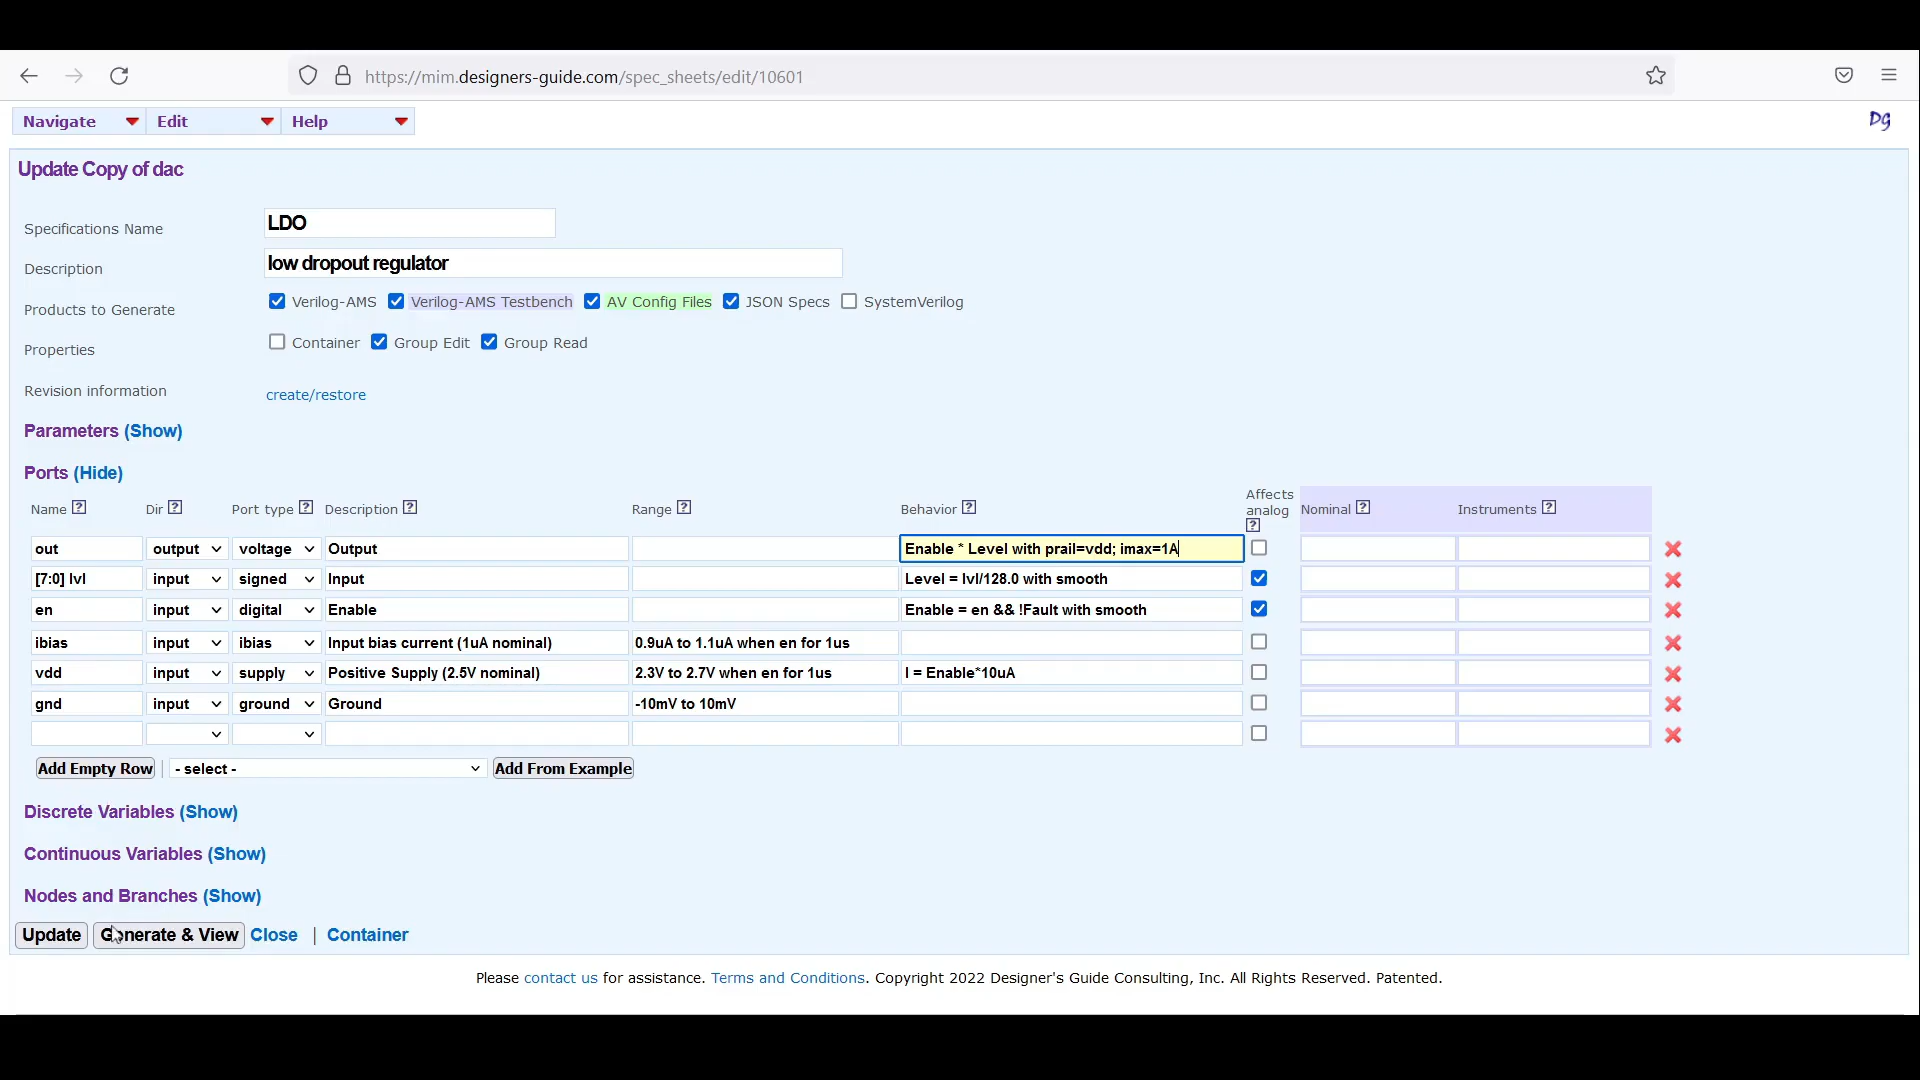 https://mim.designers-guide.com/spec_sheets/edit/10601
Navigate Edit Help Dg
Update Copy of dac
Specifications Name LDO
Description low dropout regulator
Products to Generate Verilog-AMS Verilog-AMS Testbench AV Config Files JSON Specs SystemVerilog
Properties Container Group Edit Group Read
Revision information create/restore
Parameters (Show)
Ports (Hide)
Name ? Dir ? Port type ? Description ? Range ? Behavior ? Affects analog ? Nominal ? Instruments ?
out output voltage Output Enable * Level with prail=vdd; imax=1A
[7:0] lvl input signed Input Level = lvl/128.0 with smooth
en input digital Enable Enable = en && !Fault with smooth
ibias input ibias Input bias current (1uA nominal) 0.9uA to 1.1uA when en for 1us
vdd input supply Positive Supply (2.5V nominal) 2.3V to 2.7V when en for 1us I = Enable*10uA
gnd input ground Ground -10mV to 10mV
Add Empty Row | - select - Add From Example
Discrete Variables (Show)
Continuous Variables (Show)
Nodes and Branches (Show)
Update Generate & View Close | Container
Please contact us for assistance. Terms and Conditions. Copyright 2022 Designer's Guide Consulting, Inc. All Rights Reserved. Patented.